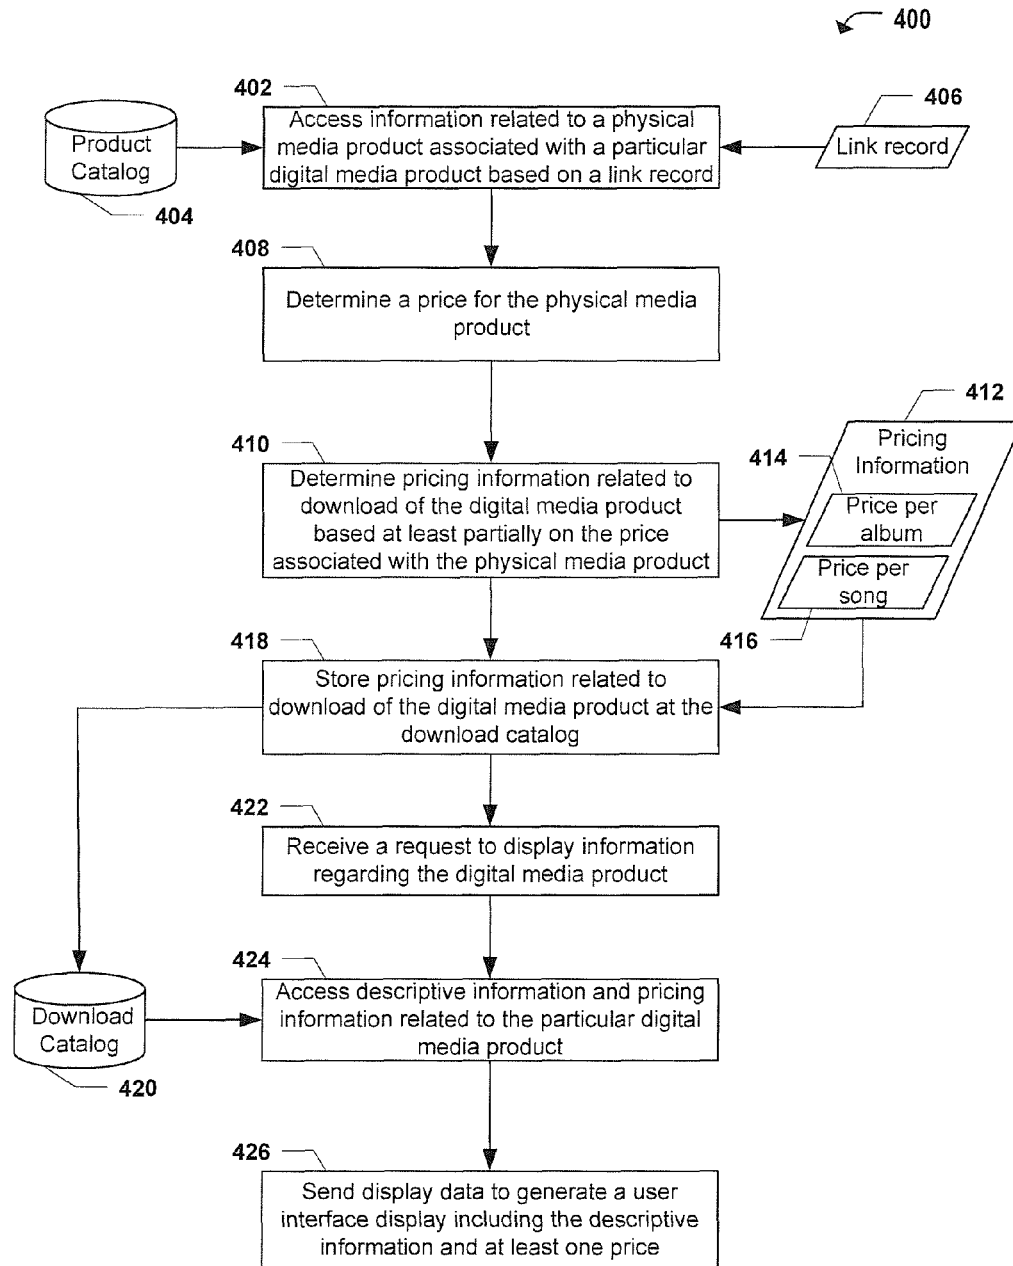 400
402
Access information related to a physical
media product associated with a particular
digital media product based on a link record
Product
Catalog
404
406
Link record
408
Determine a price for the physical media
product
410
Determine pricing information related to
download of the digital media product
based at least partially on the price
associated with the physical media product
412
Pricing
Information
414
Price per
album
Price per
song
416
418
Store pricing information related to
download of the digital media product at the
download catalog
422
Receive a request to display information
regarding the digital media product
424
Access descriptive information and pricing
information related to the particular digital
media product
Download
Catalog
420
426
Send display data to generate a user
interface display including the descriptive
information and at least one price